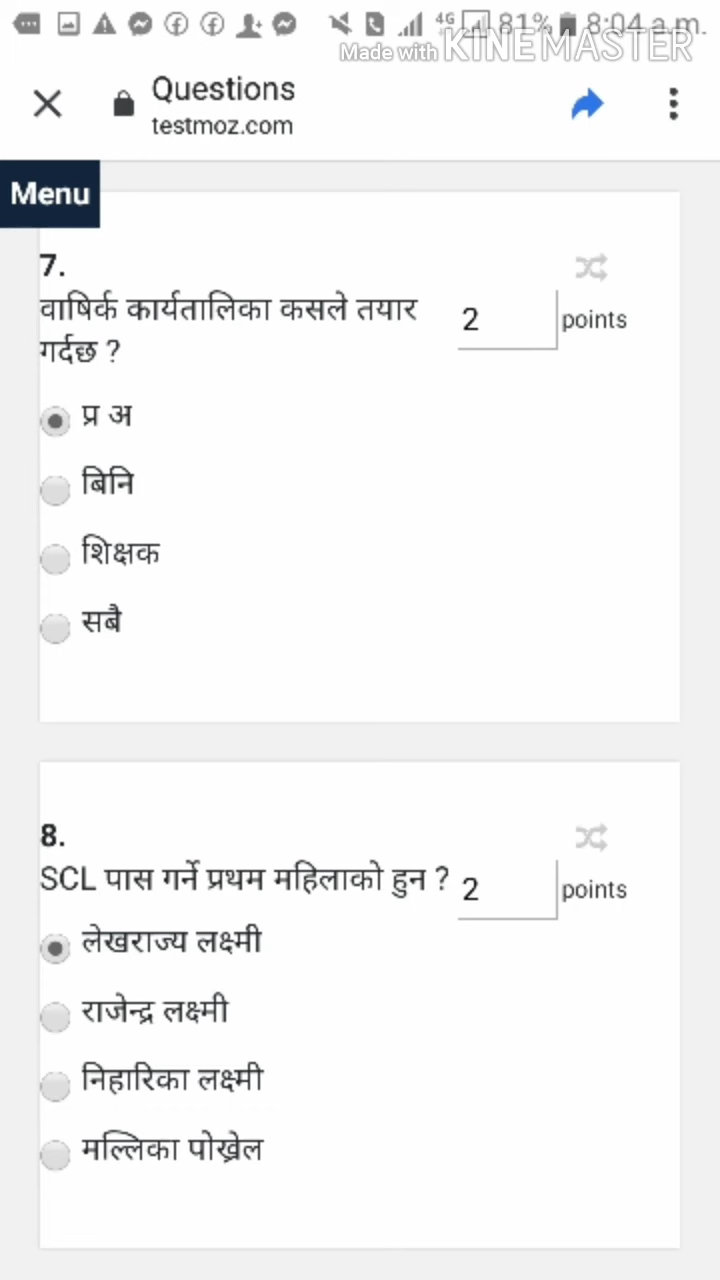 4G 81% 8:04 a.m.
Made with KINEMASTER
Questions
testmoz.com
Menu
7.
वाषिर्क कार्यतालिका कसले तयार
गर्दछ ?
2 points
प्र अ
बिनि
शिक्षक
सबै
8.
SCL पास गर्ने प्रथम महिलाको हुन ?
2 points
लेखराज्य लक्ष्मी
राजेन्द्र लक्ष्मी
निहारिका लक्ष्मी
मल्लिका पोख्रेल